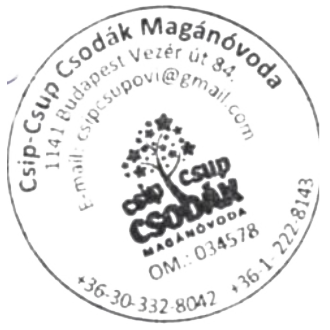 Csip-Csup Csodák Magánóvoda
1141 Budapest Vezér út 84.
E-mail: csipcsupovi@gmail.com
csip csup
CSODÁK
MAGÁNÓVODA
OM.: 034578
+36-30-332-8042 +36-1-222-8143